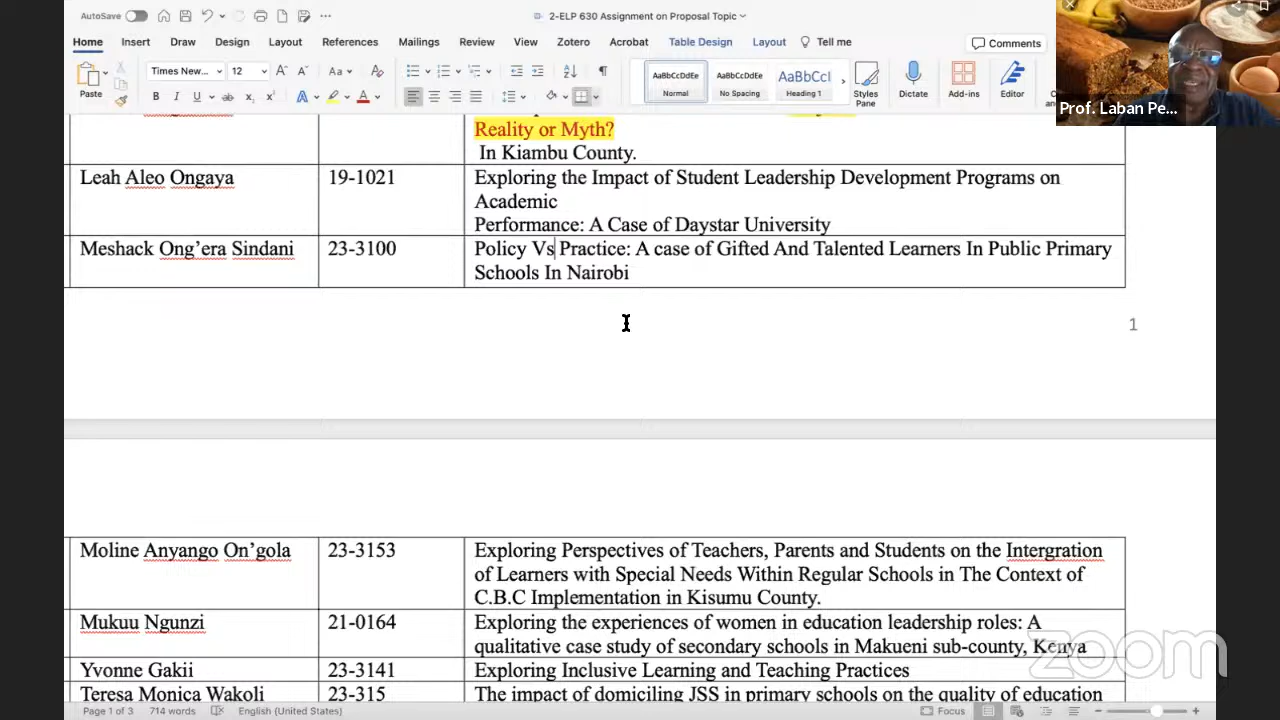 AutoSave
2-ELP 630 Assignment on Proposal Topic
Home Insert Draw Design Layout References Mailings Review View Zotero Acrobat Table Design Layout Tell me
Comments
Paste
Times New... 12
Aa
AaBbCcDdEe AaBbCcDdEe AaBbCcI
Normal No Spacing Heading 1
Styles Pane
Dictate
Add-ins
Editor
Prof. Laban Pe...
Reality or Myth?
In Kiambu County.
Leah Aleo Ongaya 19-1021 Exploring the Impact of Student Leadership Development Programs on
Academic
Performance: A Case of Daystar University
Meshack Ong’era Sindani 23-3100 Policy Vs Practice: A case of Gifted And Talented Learners In Public Primary
Schools In Nairobi
1
Moline Anyango On’gola 23-3153 Exploring Perspectives of Teachers, Parents and Students on the Intergration
of Learners with Special Needs Within Regular Schools in The Context of
C.B.C Implementation in Kisumu County.
Mukuu Ngunzi 21-0164 Exploring the experiences of women in education leadership roles: A
qualitative case study of secondary schools in Makueni sub-county, Kenya
zoom
Yvonne Gakii 23-3141 Exploring Inclusive Learning and Teaching Practices
Teresa Monica Wakoli 23-315 The impact of domiciling JSS in primary schools on the quality of education
Page 1 of 3 714 words English (United States) Focus